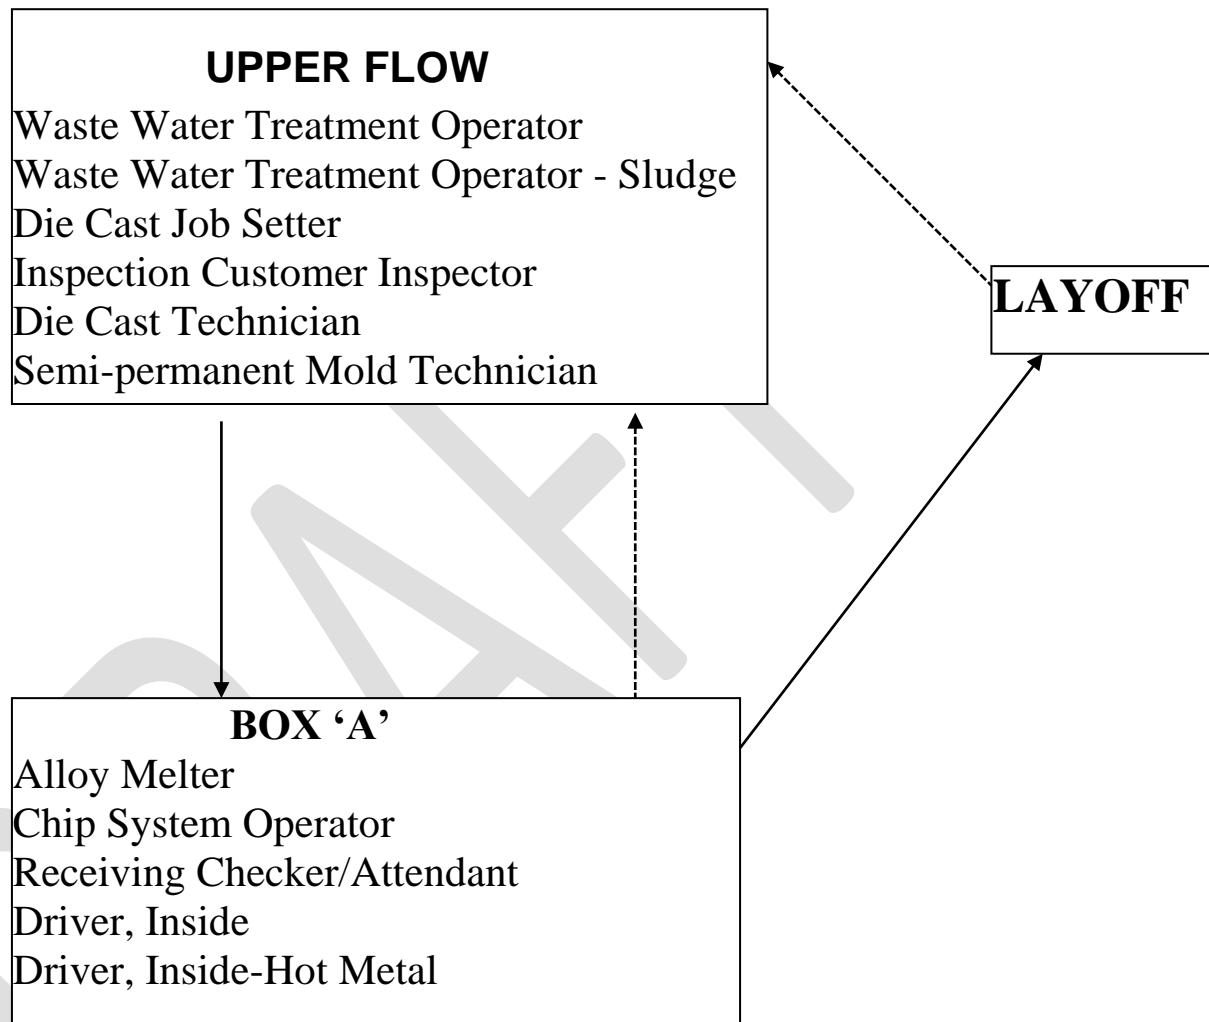 UPPER FLOW
Waste Water Treatment Operator
Waste Water Treatment Operator - Sludge
Die Cast Job Setter
Inspection Customer Inspector
Die Cast Technician
Semi-permanent Mold Technician
LAYOFF
BOX ‘A’
Alloy Melter
Chip System Operator
Receiving Checker/Attendant
Driver, Inside
Driver, Inside-Hot Metal